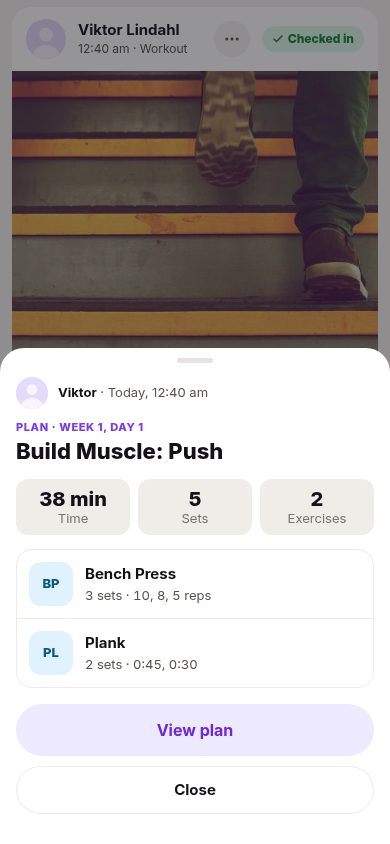 Viktor Lindahl
12:40 am · Workout
Checked in
Viktor · Today, 12:40 am
PLAN · WEEK 1, DAY 1
Build Muscle: Push
38 min
Time
5
Sets
2
Exercises
BP
Bench Press
3 sets · 10, 8, 5 reps
PL
Plank
2 sets · 0:45, 0:30
View plan
Close